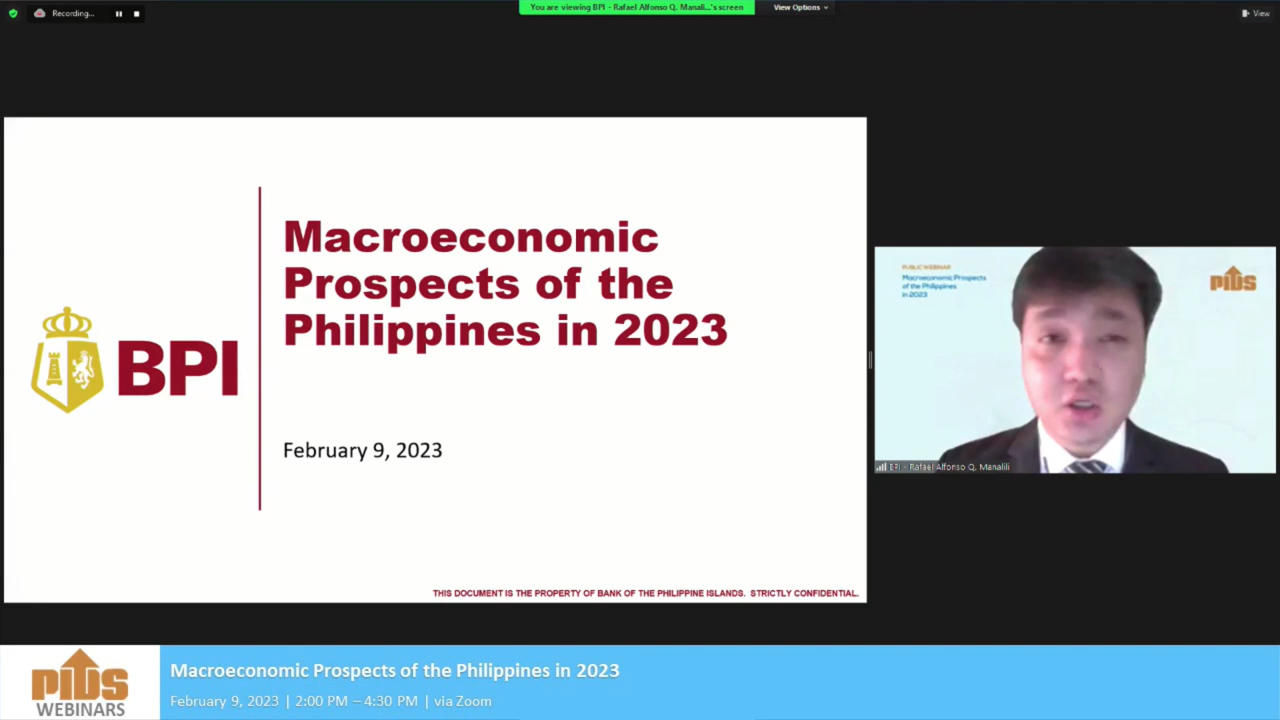 Recording...
You are viewing BPI - Rafael Alfonso Q. Manali...'s screen
View Options
View
Macroeconomic
Prospects of the
Philippines in 2023
BPI
February 9, 2023
THIS DOCUMENT IS THE PROPERTY OF BANK OF THE PHILIPPINE ISLANDS. STRICTLY CONFIDENTIAL.
PUBLIC WEBINAR
Macroeconomic Prospects
of the Philippines
in 2023
PIDS
BPI - Rafael Alfonso Q. Manalili
PIDS
WEBINARS
Macroeconomic Prospects of the Philippines in 2023
February 9, 2023 | 2:00 PM – 4:30 PM | via Zoom